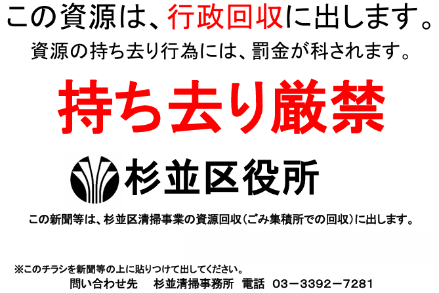 この資源は、行政回収に出します。
資源の持ち去り行為には、罰金が科されます。
持ち去り厳禁
杉並区役所
この新聞等は、杉並区清掃事業の資源回収（ごみ集積所での回収）に出します。
※このチラシを新聞等の上に貼りつけて出してください。
問い合わせ先　杉並清掃事務所　電話　０３－３３９２－７２８１